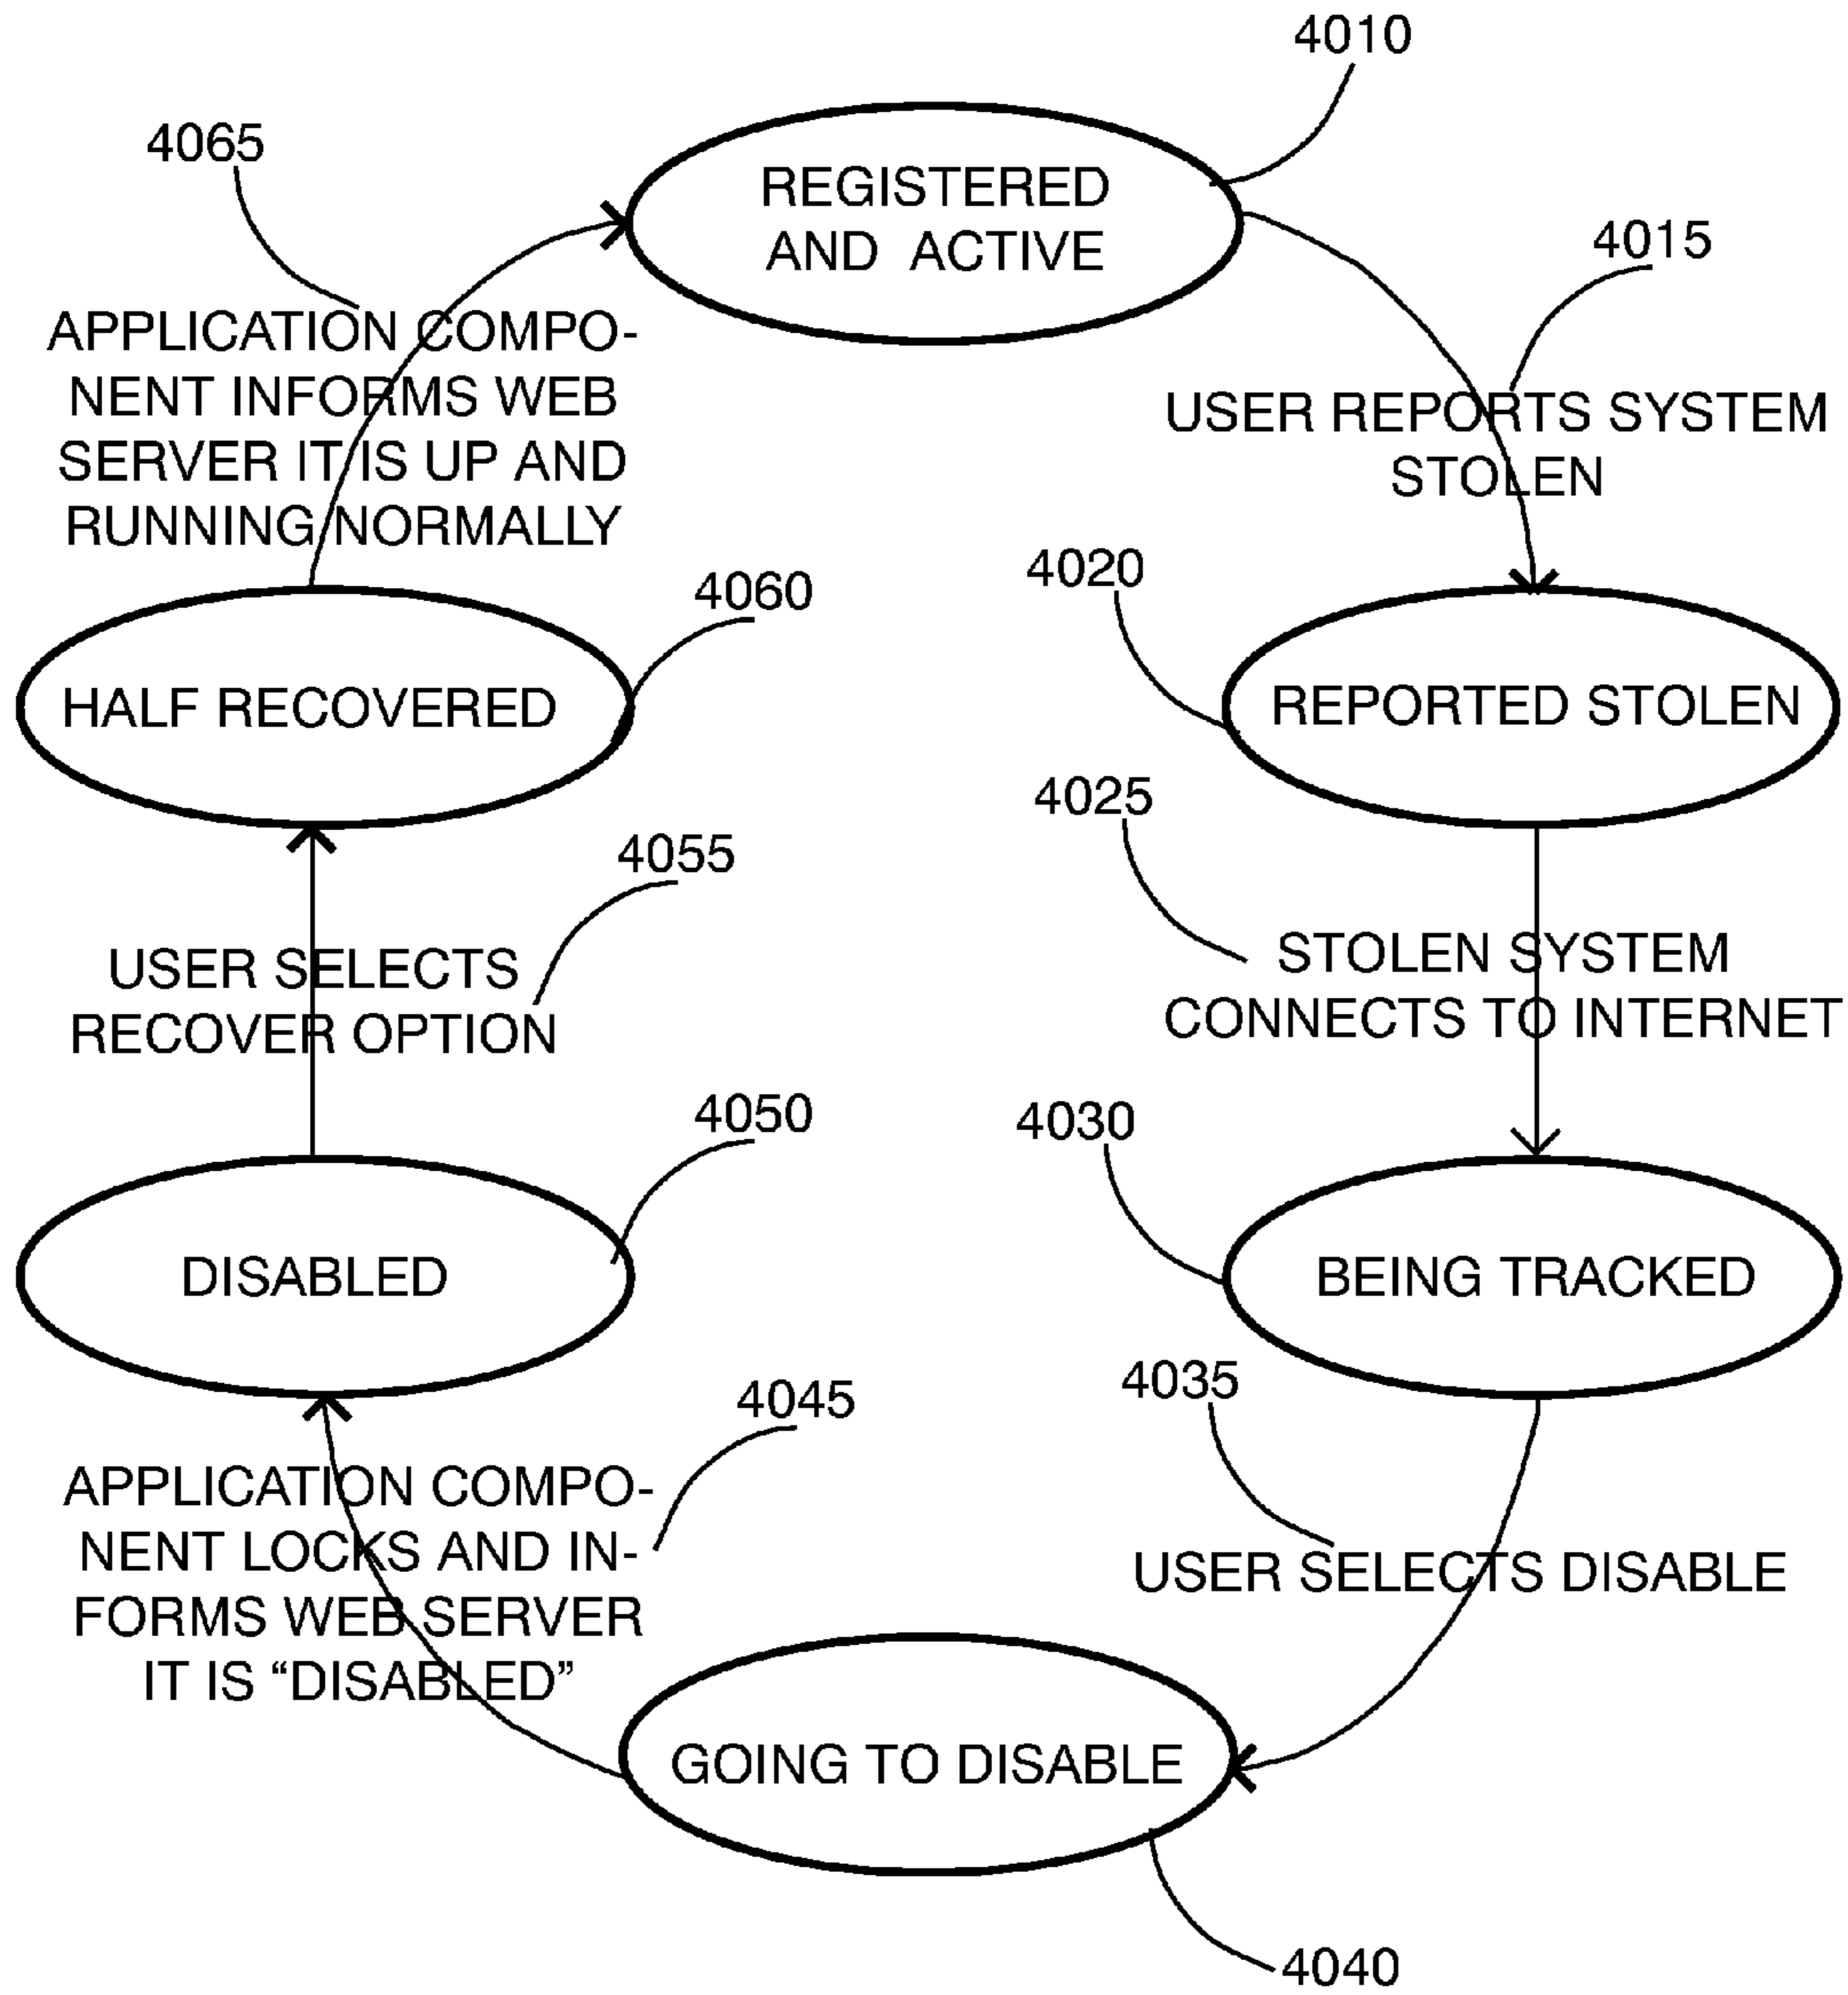 4010
4065
REGISTERED
AND ACTIVE
4015
APPLICATION COMPO-
NENT INFORMS WEB
SERVER IT IS UP AND
RUNNING NORMALLY
USER REPORTS SYSTEM
STOLEN
4020
4060
HALF RECOVERED
REPORTED STOLEN
4025
4055
STOLEN SYSTEM
CONNECTS TO INTERNET
USER SELECTS
RECOVER OPTION
4050
4030
DISABLED
BEING TRACKED
4035
4045
APPLICATION COMPO-
NENT LOCKS AND IN-
FORMS WEB SERVER
IT IS “DISABLED”
USER SELECTS DISABLE
GOING TO DISABLE
4040